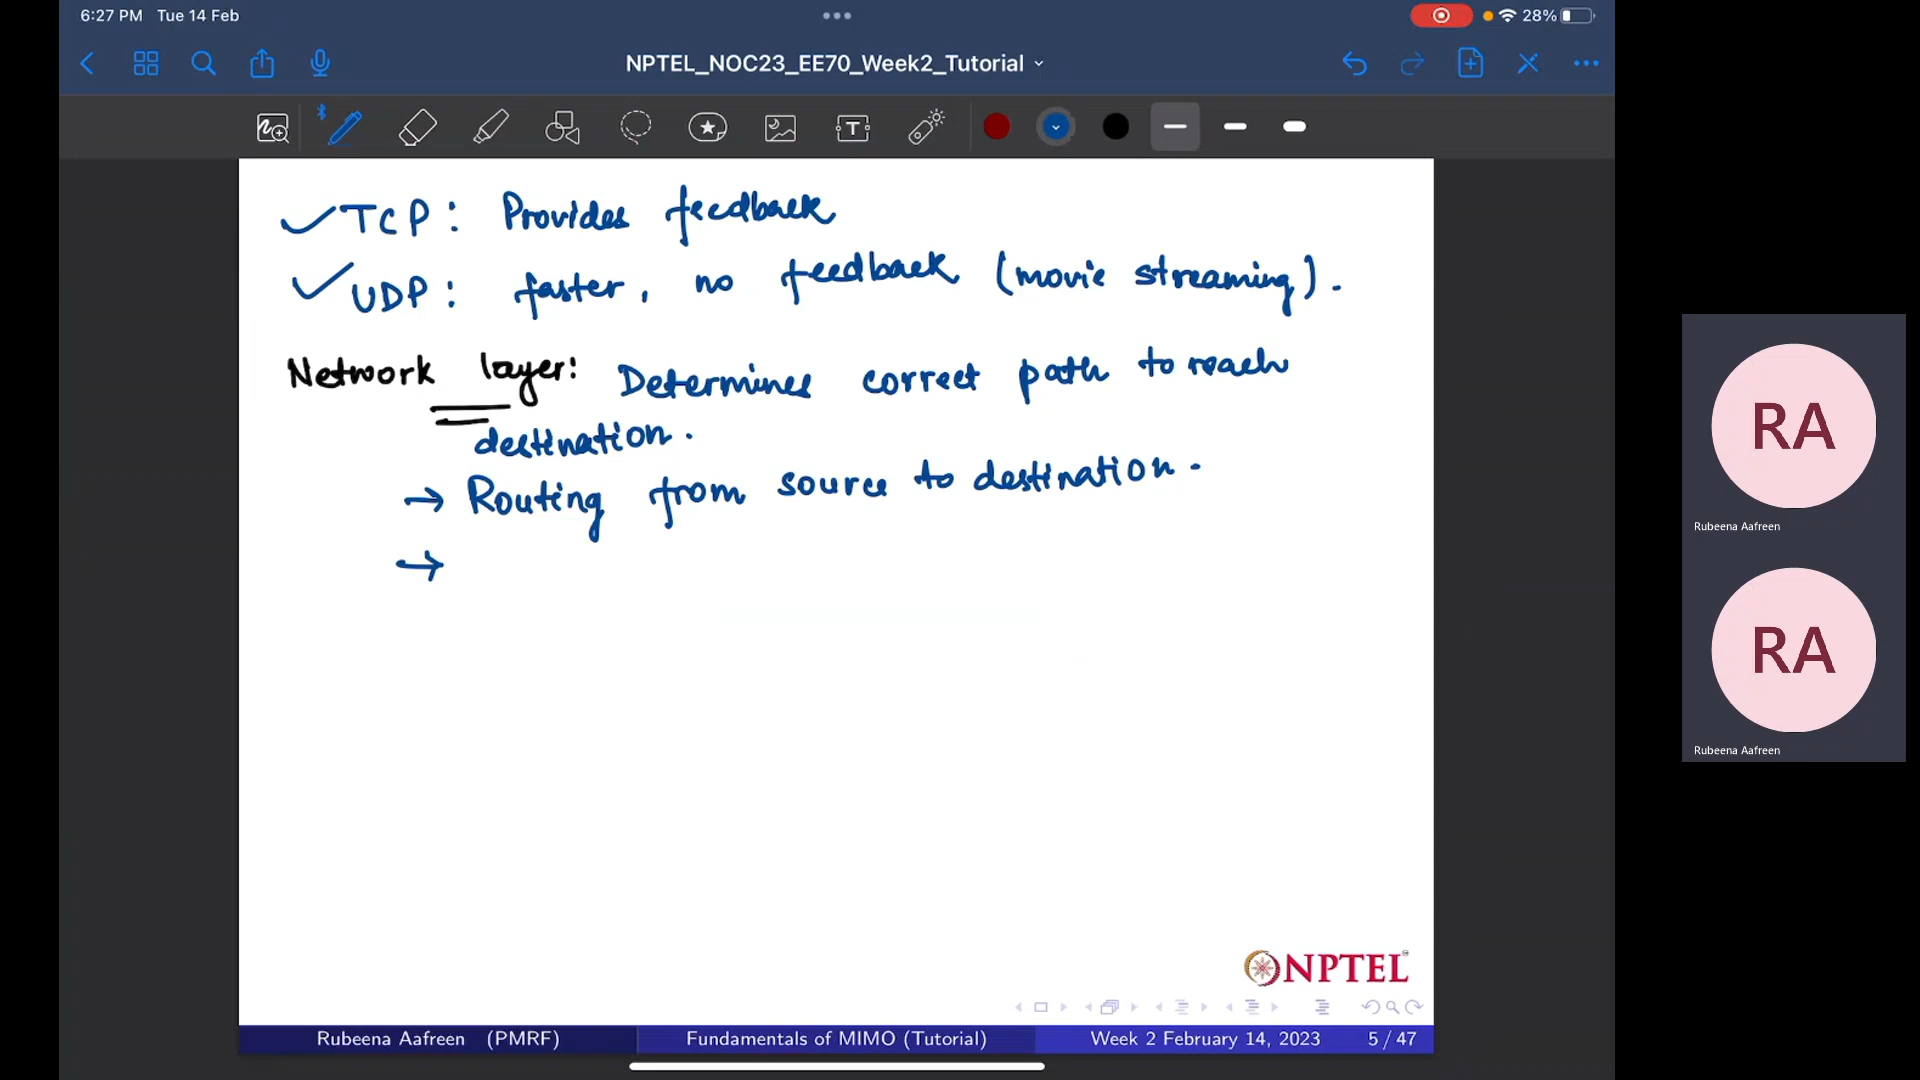 6:27 PM Tue 14 Feb
28%
NPTEL_NOC23_EE70_Week2_Tutorial
T
TCP: Provides feedback
UDP: faster, no feedback (movie streaming).
Network layer: Determines correct path to reach
destination.
→ Routing from source to destination.
→
RA
Rubeena Aafreen
RA
Rubeena Aafreen
NPTEL
Rubeena Aafreen (PMRF)
Fundamentals of MIMO (Tutorial)
Week 2 February 14, 2023
5 / 47